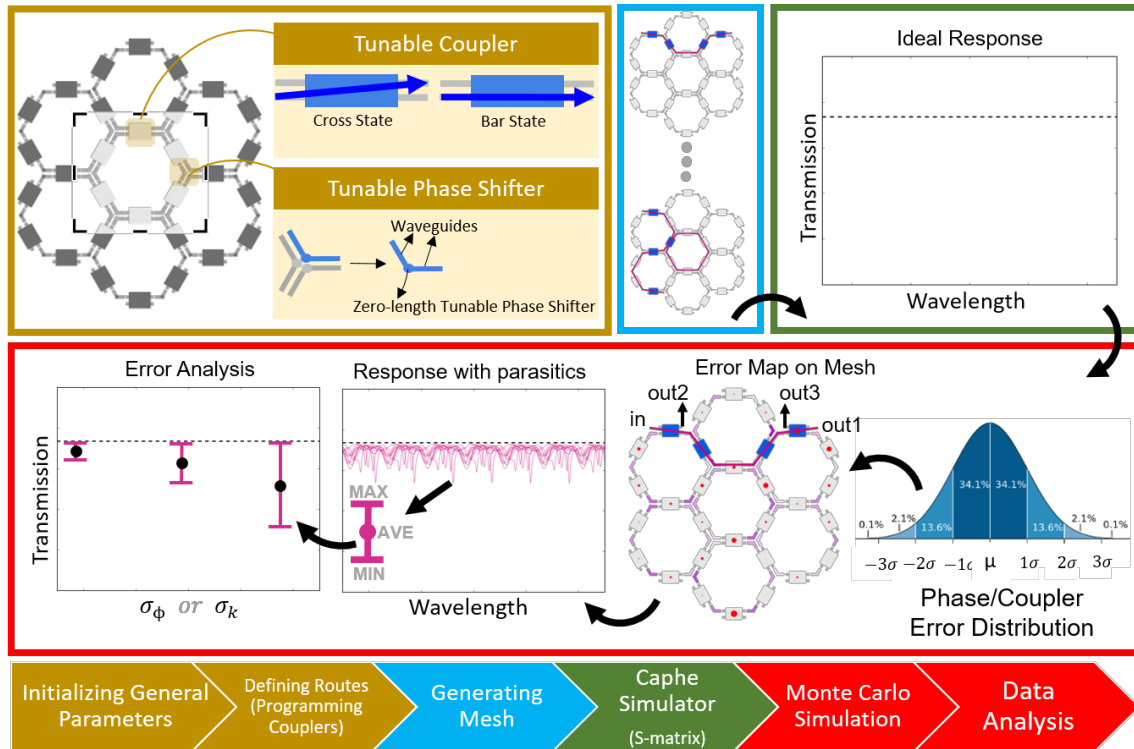 Tunable Coupler
Cross State
Bar State
Tunable Phase Shifter
Waveguides
Zero-length Tunable Phase Shifter
Ideal Response
Transmission
Wavelength
Error Analysis
Transmission
σϕ or σk
Response with parasitics
MAX
AVE
MIN
Wavelength
Error Map on Mesh
out2
out3
in
out1
34.1% 34.1%
0.1% 2.1% 13.6% 13.6% 2.1% 0.1%
−3σ −2σ −1σ μ 1σ 2σ 3σ
Phase/Coupler
Error Distribution
Initializing General
Parameters
Defining Routes
(Programming
Couplers)
Generating
Mesh
Caphe
Simulator
(S-matrix)
Monte Carlo
Simulation
Data
Analysis